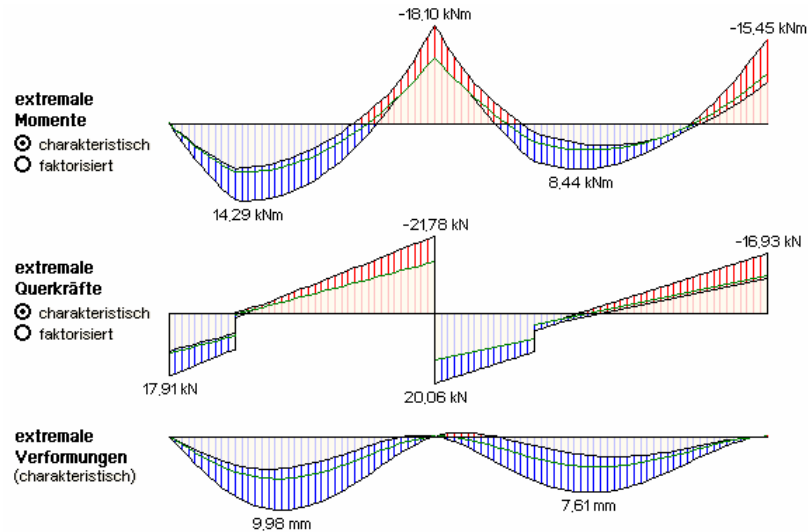 -18,10 kNm
-15,45 kNm
extremale
Momente
charakteristisch
faktorisiert
14,29 kNm
8,44 kNm
-21,78 kN
-16,93 kN
extremale
Querkräfte
charakteristisch
faktorisiert
17,91 kN
20,06 kN
extremale
Verformungen
(charakteristisch)
9,98 mm
7,61 mm